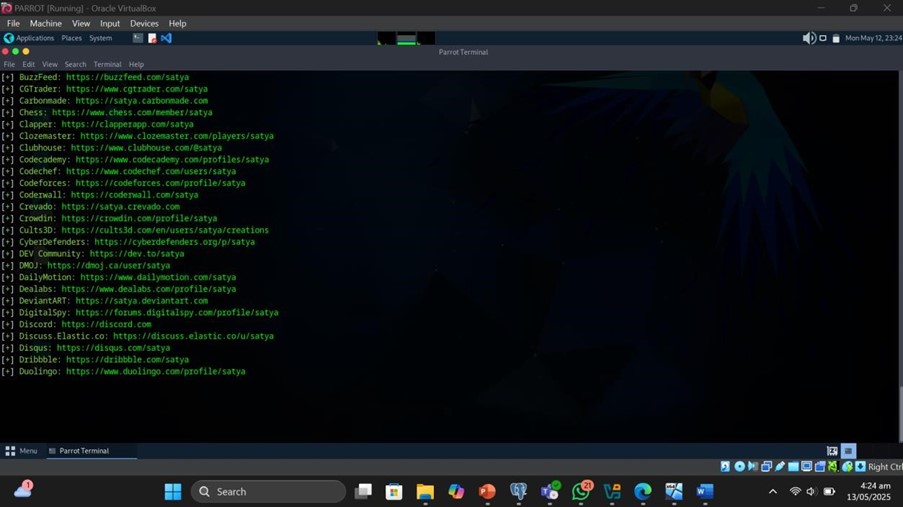 PARROT [Running] - Oracle VirtualBox
File Machine View Input Devices Help
Applications Places System
Mon May 12, 23:24
Parrot Terminal
File Edit View Search Terminal Help
[+] BuzzFeed: https://buzzfeed.com/satya
[+] CGTrader: https://www.cgtrader.com/satya
[+] Carbonmade: https://satya.carbonmade.com
[+] Chess: https://www.chess.com/member/satya
[+] Clapper: https://clapperapp.com/satya
[+] Clozemaster: https://www.clozemaster.com/players/satya
[+] Clubhouse: https://www.clubhouse.com/@satya
[+] Codecademy: https://www.codecademy.com/profiles/satya
[+] Codechef: https://www.codechef.com/users/satya
[+] Codeforces: https://codeforces.com/profile/satya
[+] Coderwall: https://coderwall.com/satya
[+] Crevado: https://satya.crevado.com
[+] Crowdin: https://crowdin.com/profile/satya
[+] Cults3D: https://cults3d.com/en/users/satya/creations
[+] CyberDefenders: https://cyberdefenders.org/p/satya
[+] DEV Community: https://dev.to/satya
[+] DMOJ: https://dmoj.ca/user/satya
[+] DailyMotion: https://www.dailymotion.com/satya
[+] Dealabs: https://www.dealabs.com/profile/satya
[+] DeviantART: https://satya.deviantart.com
[+] DigitalSpy: https://forums.digitalspy.com/profile/satya
[+] Discord: https://discord.com
[+] Discuss.Elastic.co: https://discuss.elastic.co/u/satya
[+] Disqus: https://disqus.com/satya
[+] Dribbble: https://dribbble.com/satya
[+] Duolingo: https://www.duolingo.com/profile/satya
Menu Parrot Terminal
Right Ctrl
1
Search
21
4:24 am
13/05/2025